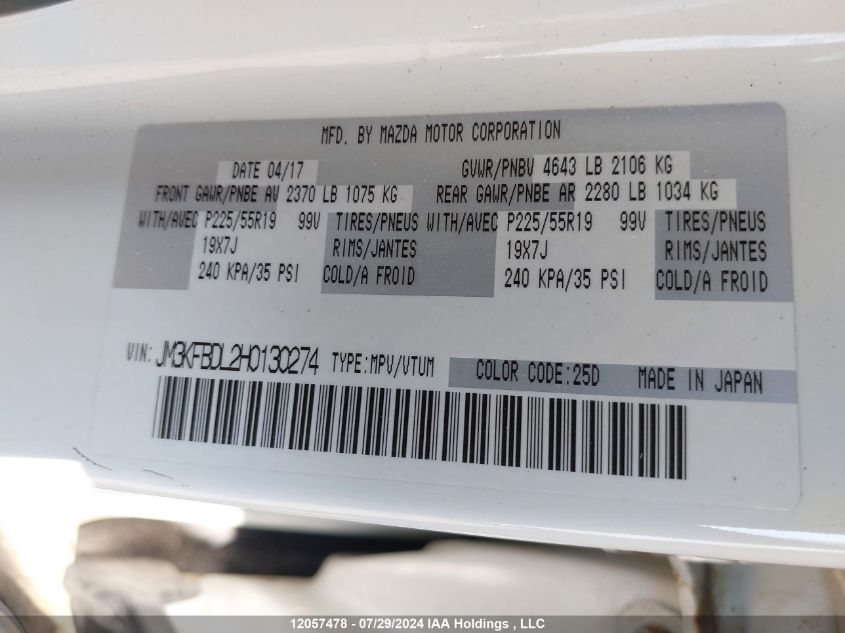 MFD. BY MAZDA MOTOR CORPORATION
DATE 04/17 GVWR/PNBV 4643 LB 2106 KG
FRONT GAWR/PNBE AV 2370 LB 1075 KG REAR GAWR/PNBE AR 2280 LB 1034 KG
WITH/AVEC P225/55R19 99V TIRES/PNEUS WITH/AVEC P225/55R19 99V TIRES/PNEUS
19X7J RIMS/JANTES 19X7J RIMS/JANTES
240 KPA/35 PSI COLD/A FROID 240 KPA/35 PSI COLD/A FROID
VIN: JM3KFBDL2H0130274 TYPE:MPV/VTUM COLOR CODE:25D MADE IN JAPAN
12057478 - 07/29/2024 IAA Holdings , LLC